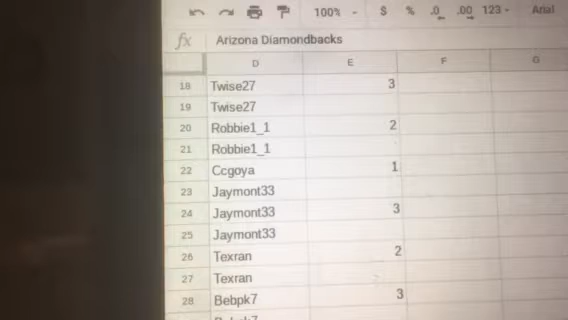 100% $ % .0 .00 123 Arial
fx Arizona Diamondbacks
D E F G
18 Twise27 3
19 Twise27
20 Robbie1_1 2
21 Robbie1_1
22 Ccgoya 1
23 Jaymont33
24 Jaymont33 3
25 Jaymont33
26 Texran 2
27 Texran
28 Bebpk7 3